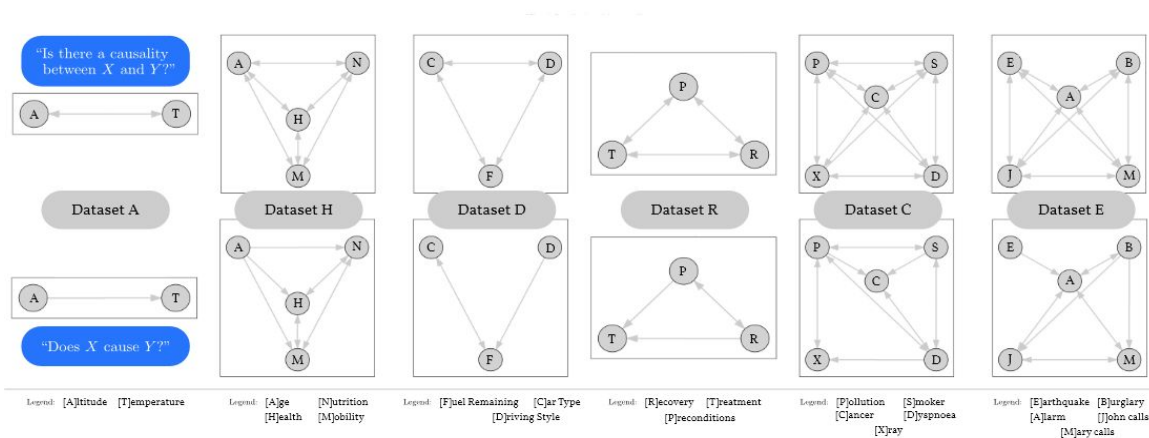 “Is there a causality
between X and Y?”
A T
A N H M
C D F
P T R
P S C X D
E B A J M
Dataset A
Dataset H
Dataset D
Dataset R
Dataset C
Dataset E
A T
A N H M
C D F
P T R
P S C X D
E B A J M
“Does X cause Y?”
Legend: [A]ltitude [T]emperature
Legend: [A]ge [N]utrition
[H]ealth [M]obility
Legend: [F]uel Remaining [C]ar Type
[D]riving Style
Legend: [R]ecovery [T]reatment
[P]reconditions
Legend: [P]ollution [S]moker
[C]ancer [D]yspnoea
[X]ray
Legend: [E]arthquake [B]urglary
[A]larm [J]ohn calls
[M]ary calls